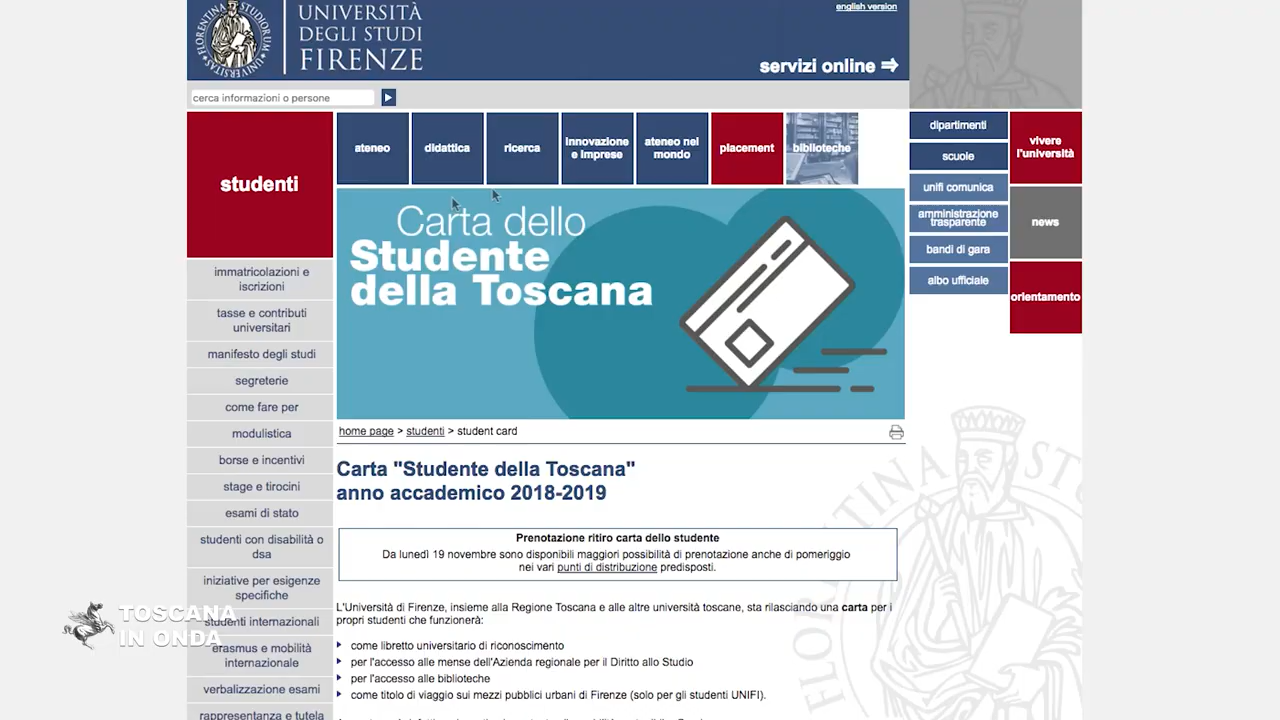 FLORENTINA STUDIORUM UNIVERSITAS
UNIVERSITÀ
DEGLI STUDI
FIRENZE
english version
servizi online
cerca informazioni o persone
studenti
ateneo
didattica
ricerca
innovazione
e imprese
ateneo nel
mondo
placement
biblioteche
dipartimenti
scuole
unifi comunica
amministrazione
trasparente
bandi di gara
albo ufficiale
vivere
l'università
news
orientamento
immatricolazioni e
iscrizioni
tasse e contributi
universitari
manifesto degli studi
segreterie
come fare per
modulistica
borse e incentivi
stage e tirocini
esami di stato
studenti con disabilità o
dsa
iniziative per esigenze
specifiche
studenti internazionali
erasmus e mobilità
internazionale
verbalizzazione esami
rappresentanza e tutela
Carta dello
Studente
della Toscana
home page > studenti > student card
Carta "Studente della Toscana"
anno accademico 2018-2019
Prenotazione ritiro carta dello studente
Da lunedì 19 novembre sono disponibili maggiori possibilità di prenotazione anche di pomeriggio
nei vari punti di distribuzione predisposti.
L'Università di Firenze, insieme alla Regione Toscana e alle altre università toscane, sta rilasciando una carta per i
propri studenti che funzionerà:
come libretto universitario di riconoscimento
per l'accesso alle mense dell'Azienda regionale per il Diritto allo Studio
per l'accesso alle biblioteche
come titolo di viaggio sui mezzi pubblici urbani di Firenze (solo per gli studenti UNIFI).
TOSCANA
IN ONDA